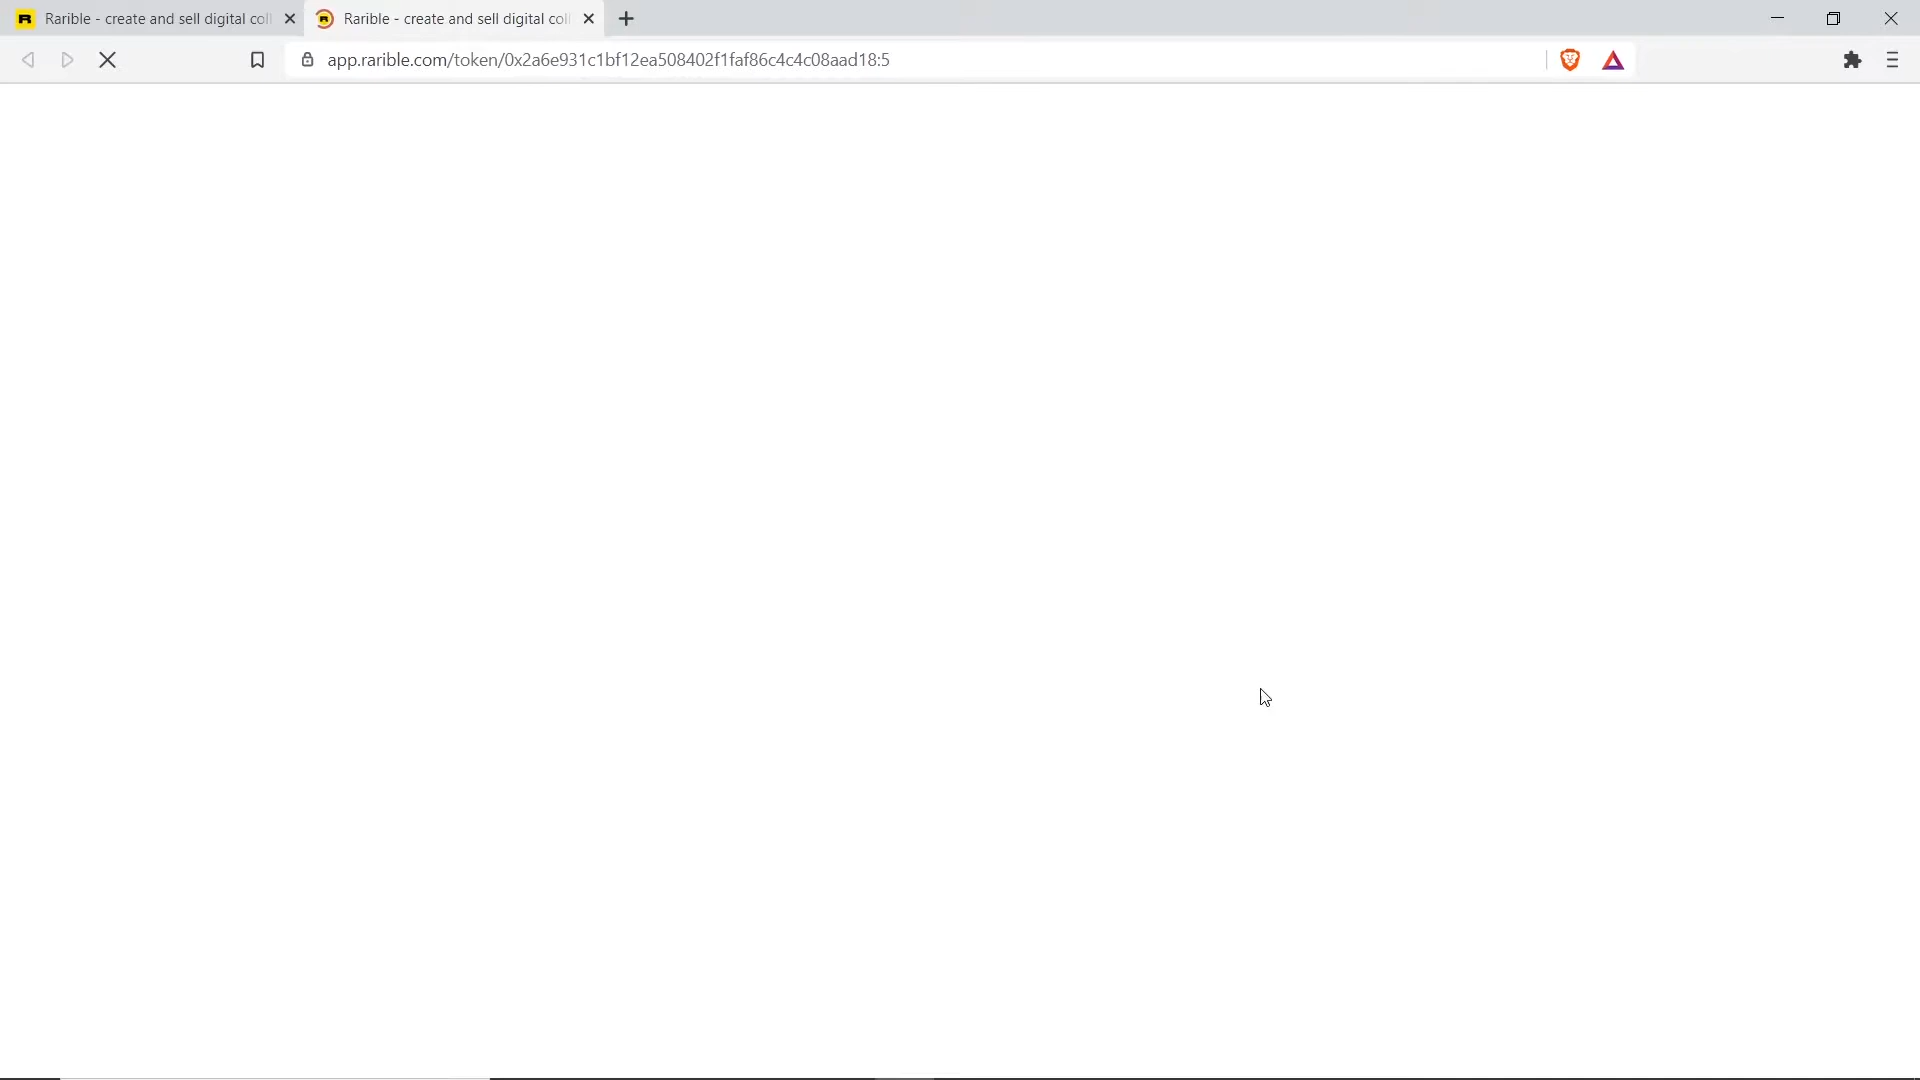 Rarible - create and sell digital coll
Rarible - create and sell digital coll
app.rarible.com/token/0x2a6e931c1bf12ea508402f1faf86c4c4c08aad18:5